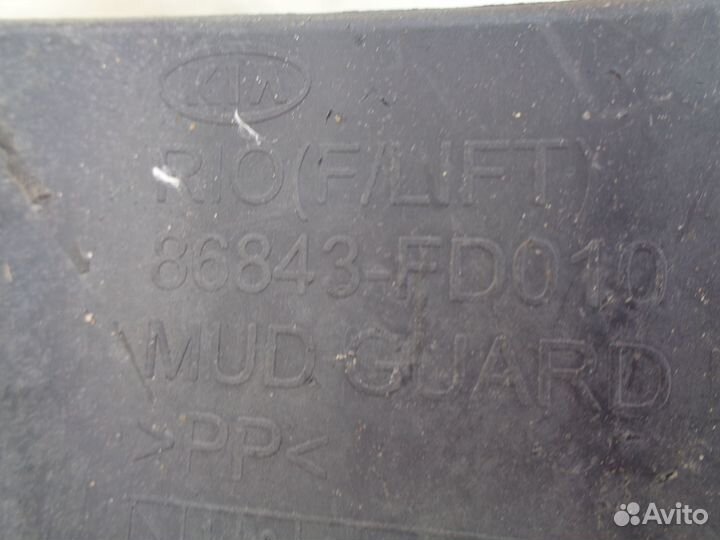 KIA
RIO(F/LIFT)
86843-FD010
MUD GUARD
>PP<
Avito